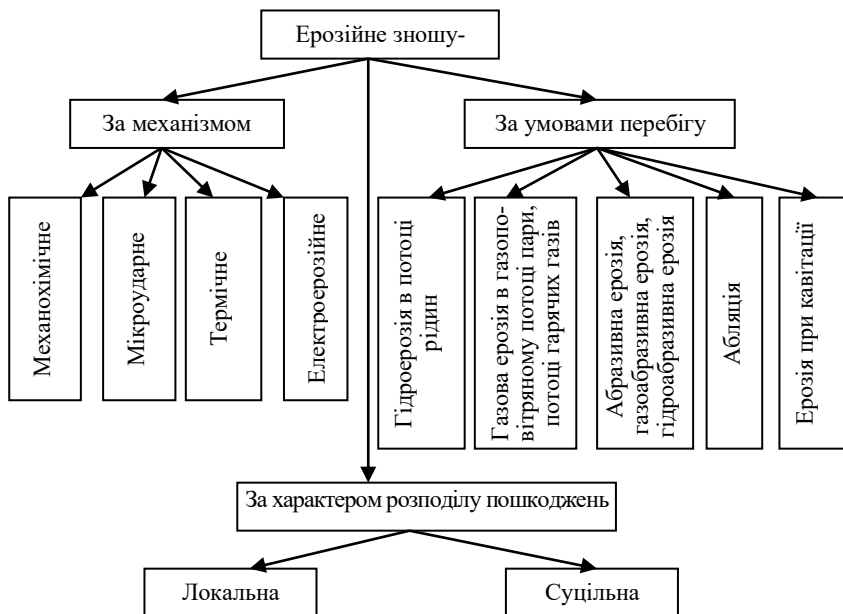 Ерозійне зношу-
За механізмом
За умовами перебігу
Механохімічне
Мікроударне
Термічне
Електроерозійне
Гідроерозія в потоці
рідин
Газова ерозія в газопо-
вітряному потоці пари,
потоці гарячих газів
Абразивна ерозія,
газоабразивна ерозія,
гідроабразивна ерозія
Абляція
Ерозія при кавітації
За характером розподілу пошкоджень
Локальна
Суцільна